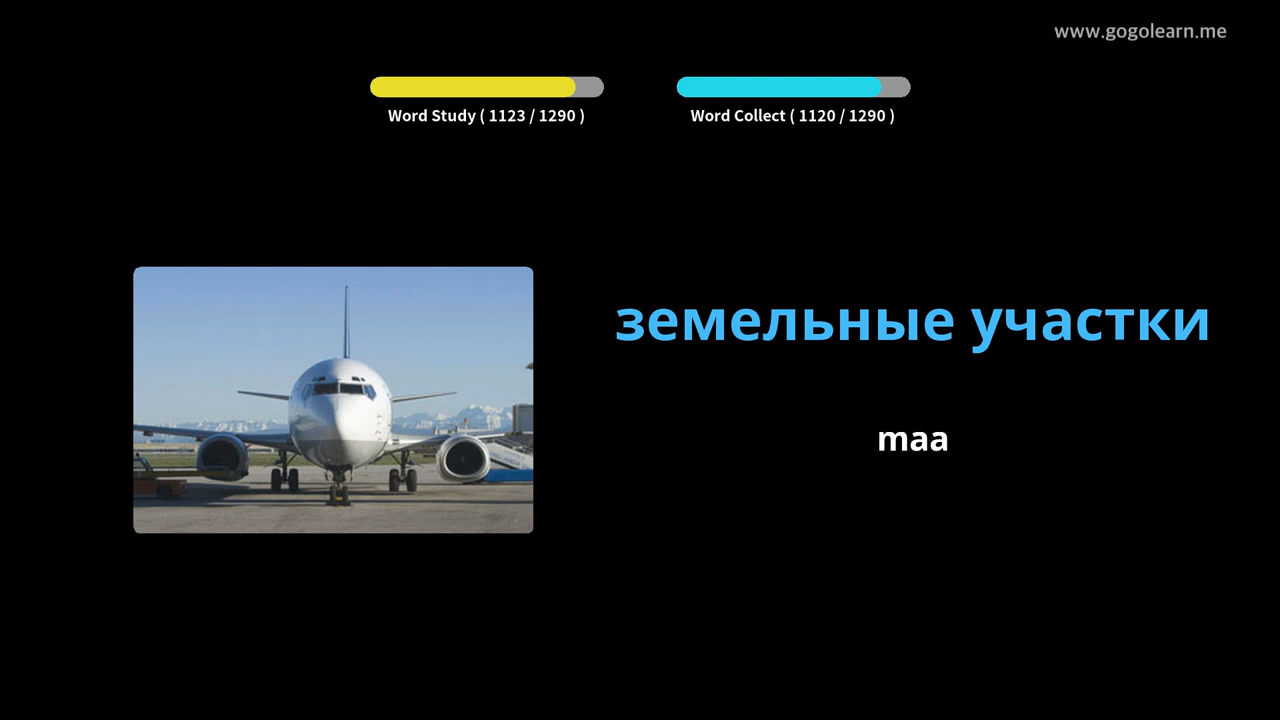 www.gogolearn.me
Word Study ( 1123 / 1290 )
Word Collect ( 1120 / 1290 )
земельные участки
maa